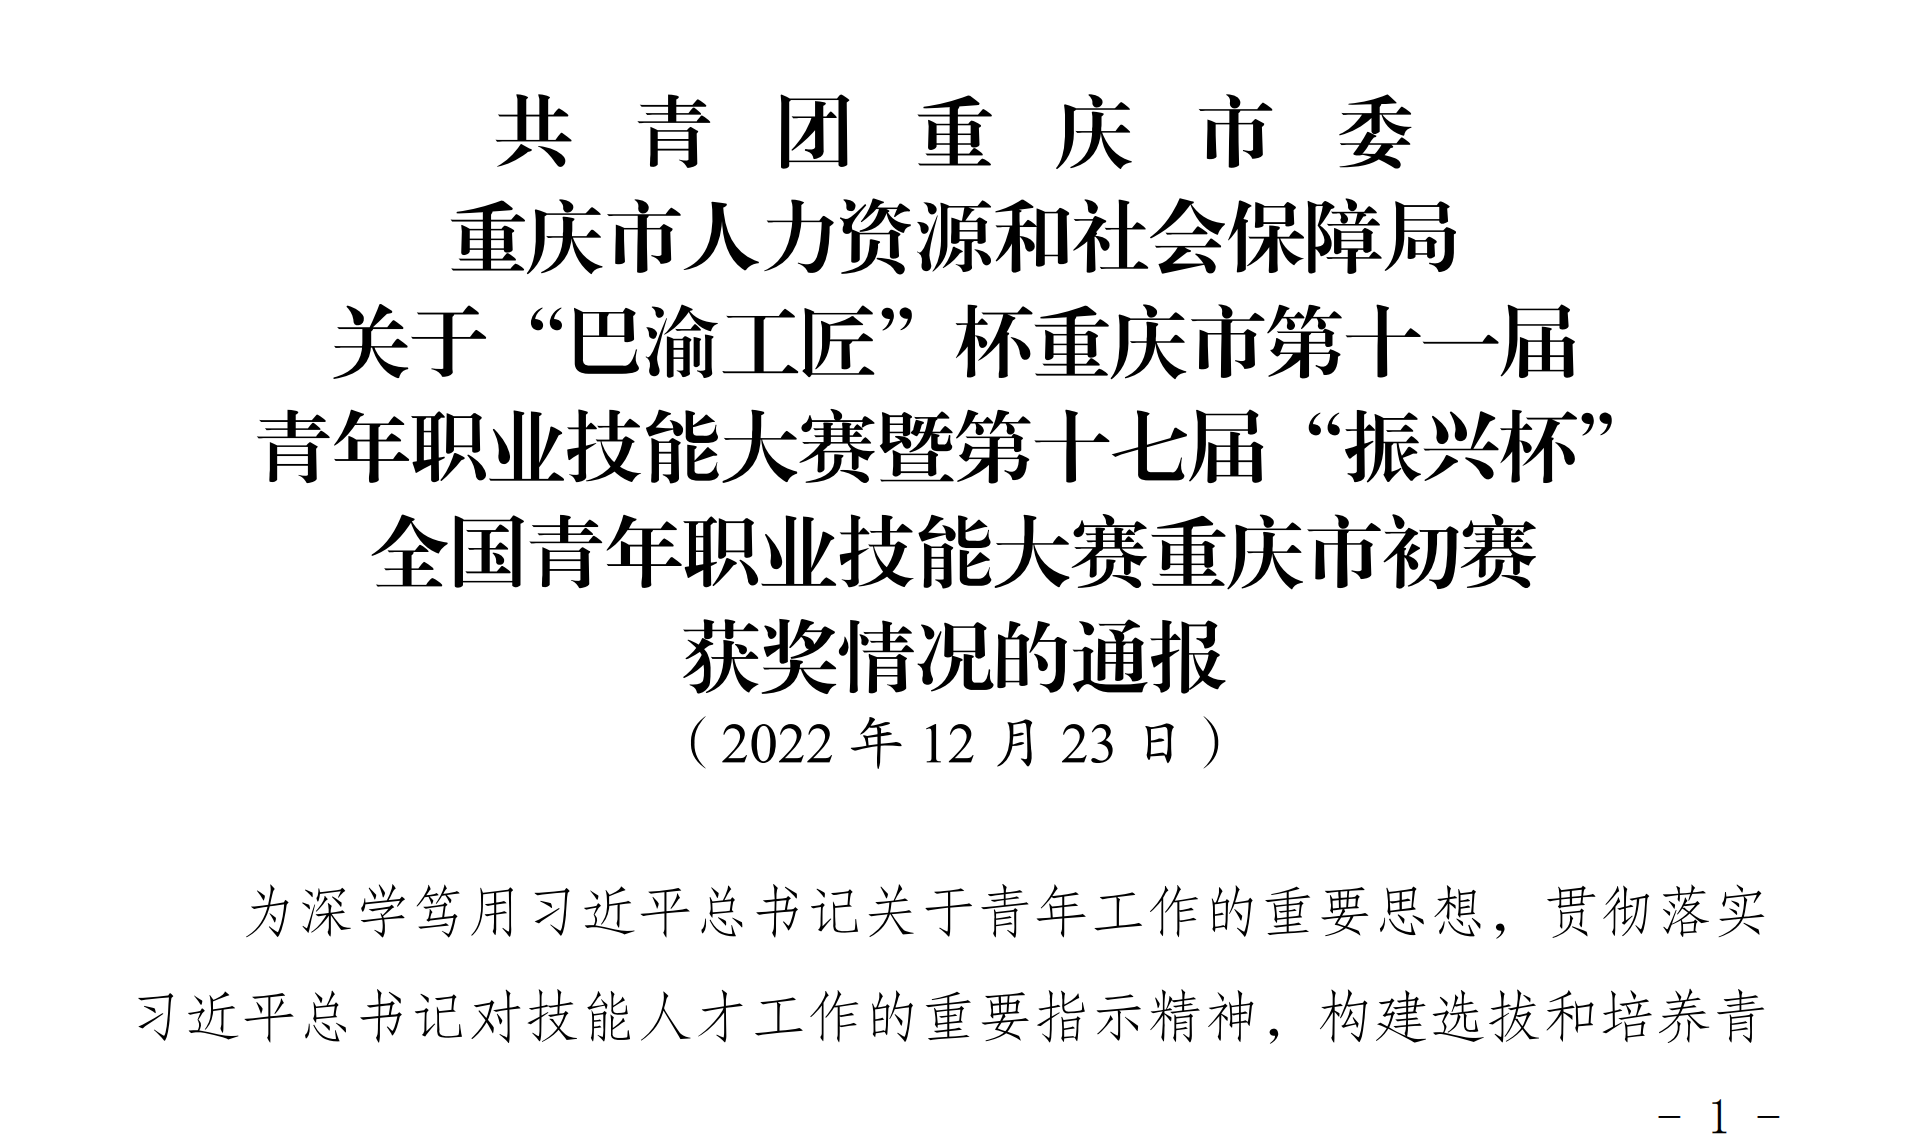 共青团重庆市委
重庆市人力资源和社会保障局
关于“巴渝工匠”杯重庆市第十一届
青年职业技能大赛暨第十七届“振兴杯”
全国青年职业技能大赛重庆市初赛
获奖情况的通报
（2022 年 12 月 23 日）
为深学笃用习近平总书记关于青年工作的重要思想，贯彻落实
习近平总书记对技能人才工作的重要指示精神，构建选拔和培养青
- 1 -